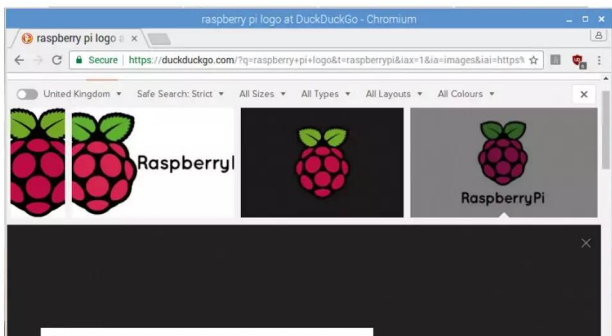 raspberry pi logo at DuckDuckGo - Chromium
raspberry pi logo a
Secure | https://duckduckgo.com/?q=raspberry+pi+logo&t=raspberrypi&iax=1&ia=images&iai=https%
United Kingdom Safe Search: Strict All Sizes All Types All Layouts All Colours
Raspberryl
RaspberryPi